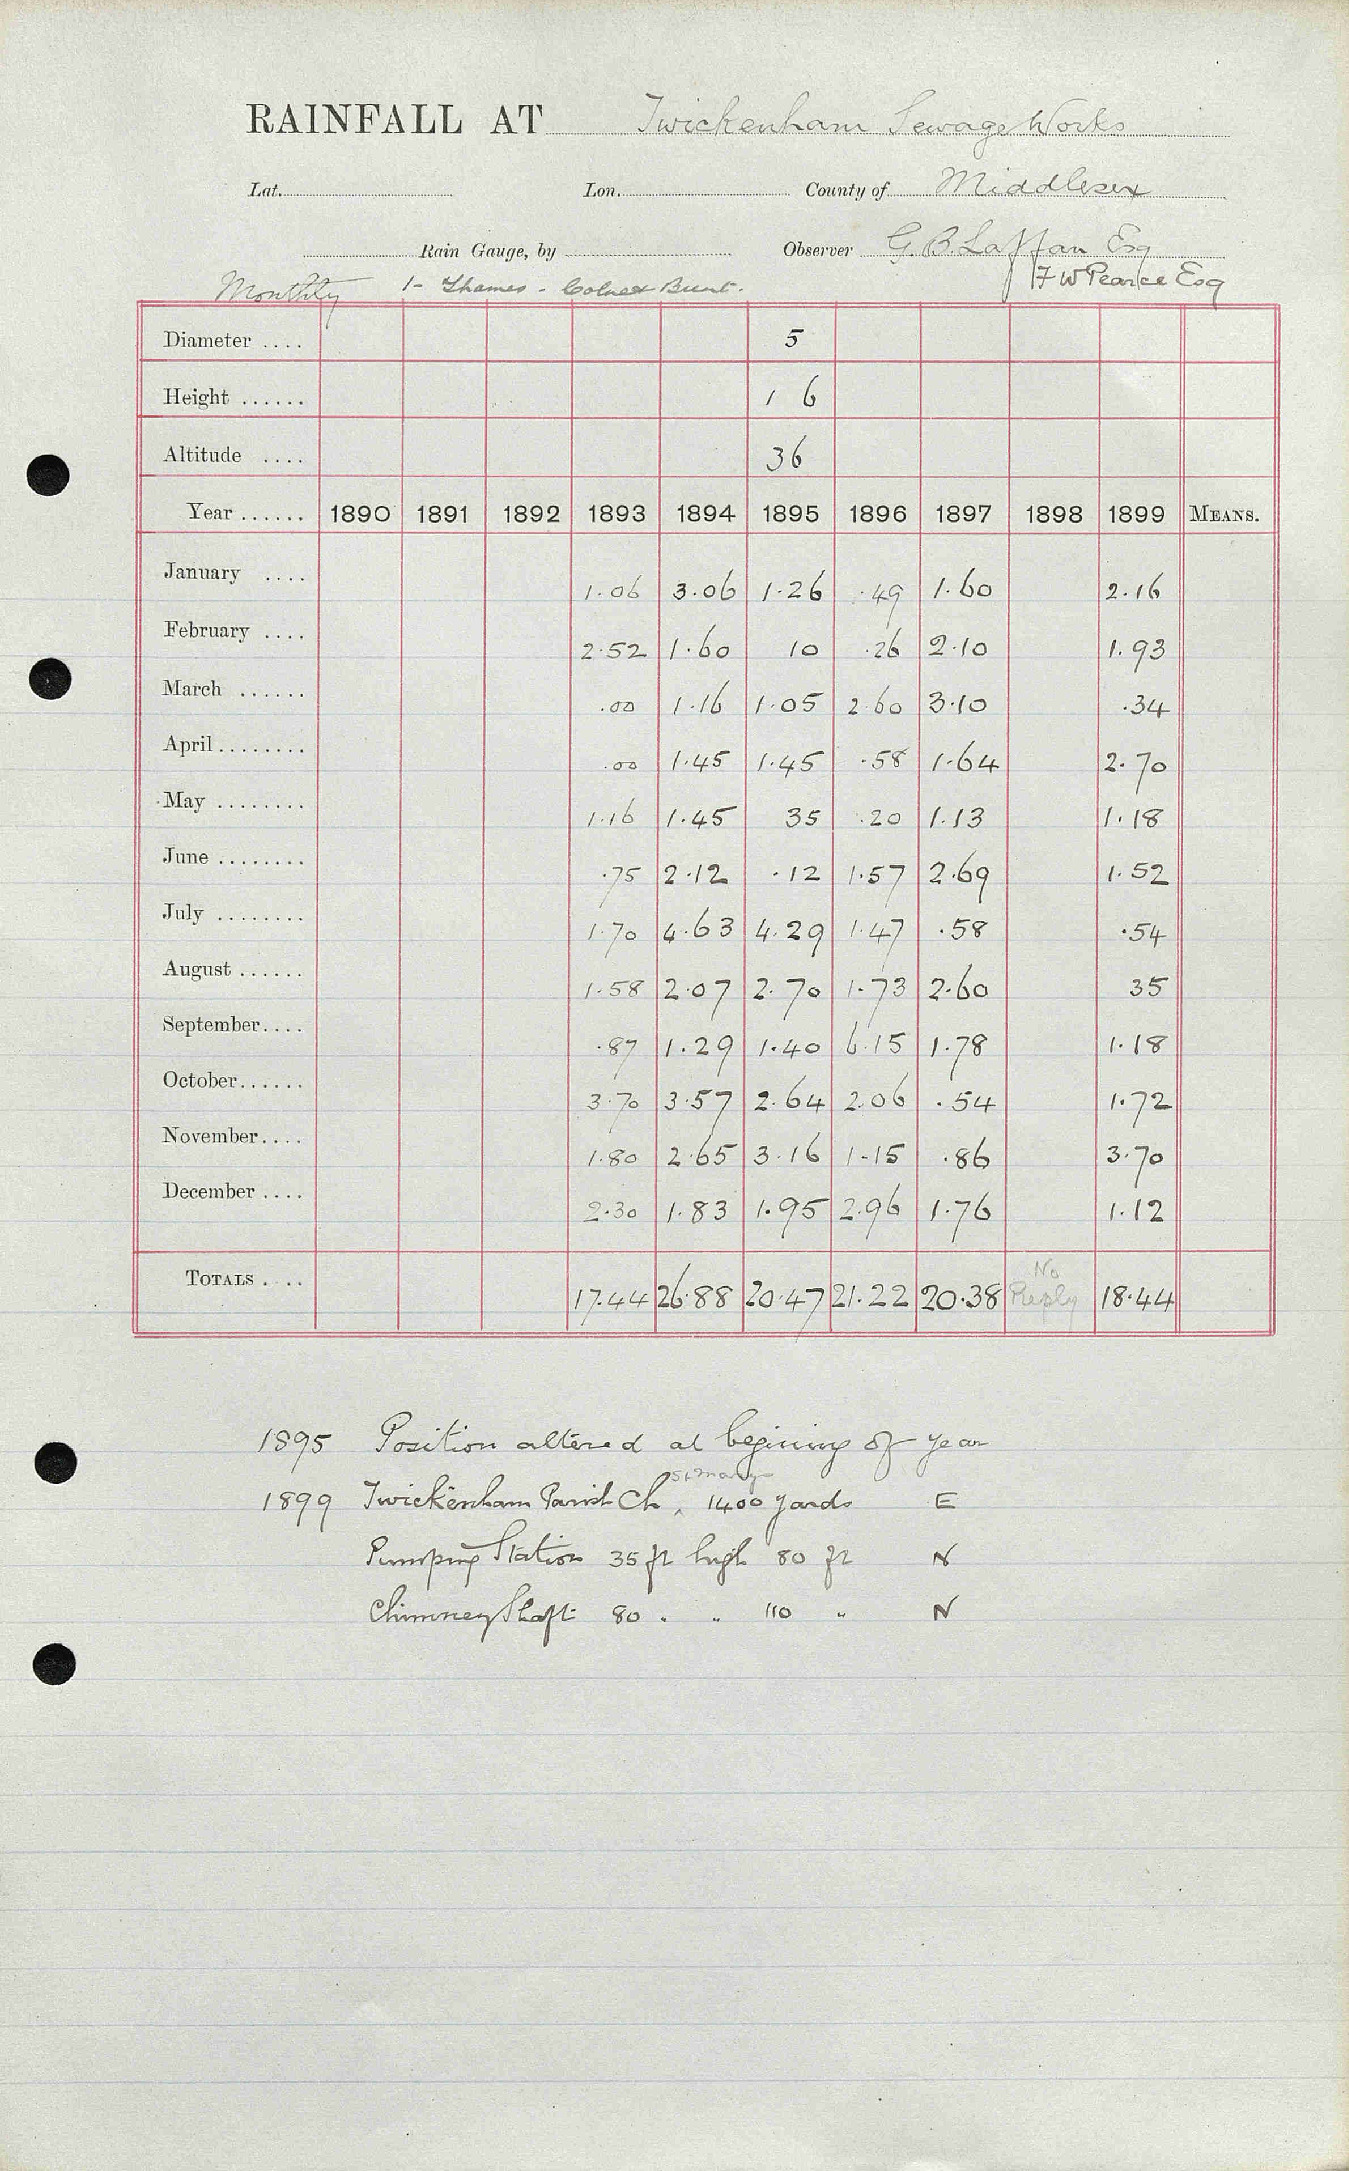 RAINFALL AT Twickenham Sewage Works
Lat. Lon. County of Middlesex
Rain Gauge, by Observer G. B. Laffan Esq
Monthly 1- Thames - Colne & Brent. F W Pearce Esq
Diameter .... 5
Height ...... 1 6
Altitude .... 36
Year ...... 1890 1891 1892 1893 1894 1895 1896 1897 1898 1899 MEANS.
January .... 1.06 3.06 1.26 .49 1.60 2.16
February .... 2.52 1.60 10 .26 2.10 1.93
March ...... .00 1.16 1.05 2.60 3.10 .34
April ........ .00 1.45 1.45 .58 1.64 2.70
May ........ 1.16 1.45 35 .20 1.13 1.18
June ........ .75 2.12 .12 1.57 2.69 1.52
July ........ 1.70 4.63 4.29 1.47 .58 .54
August ...... 1.58 2.07 2.70 1.73 2.60 35
September.... .87 1.29 1.40 6.15 1.78 1.18
October...... 3.70 3.57 2.64 2.06 .54 1.72
November.... 1.80 2.65 3.16 1.15 .86 3.70
December .... 2.30 1.83 1.95 2.96 1.76 1.12
TOTALS .... 17.44 26.88 20.47 21.22 20.38 No Reply 18.44
1895 Position altered at begining of year
St Marys
1899 Twickenham Parish Ch, 1400 yards E
Pumping Station 35 ft high 80 ft N
Chimney Shaft 80 . " 110 " N